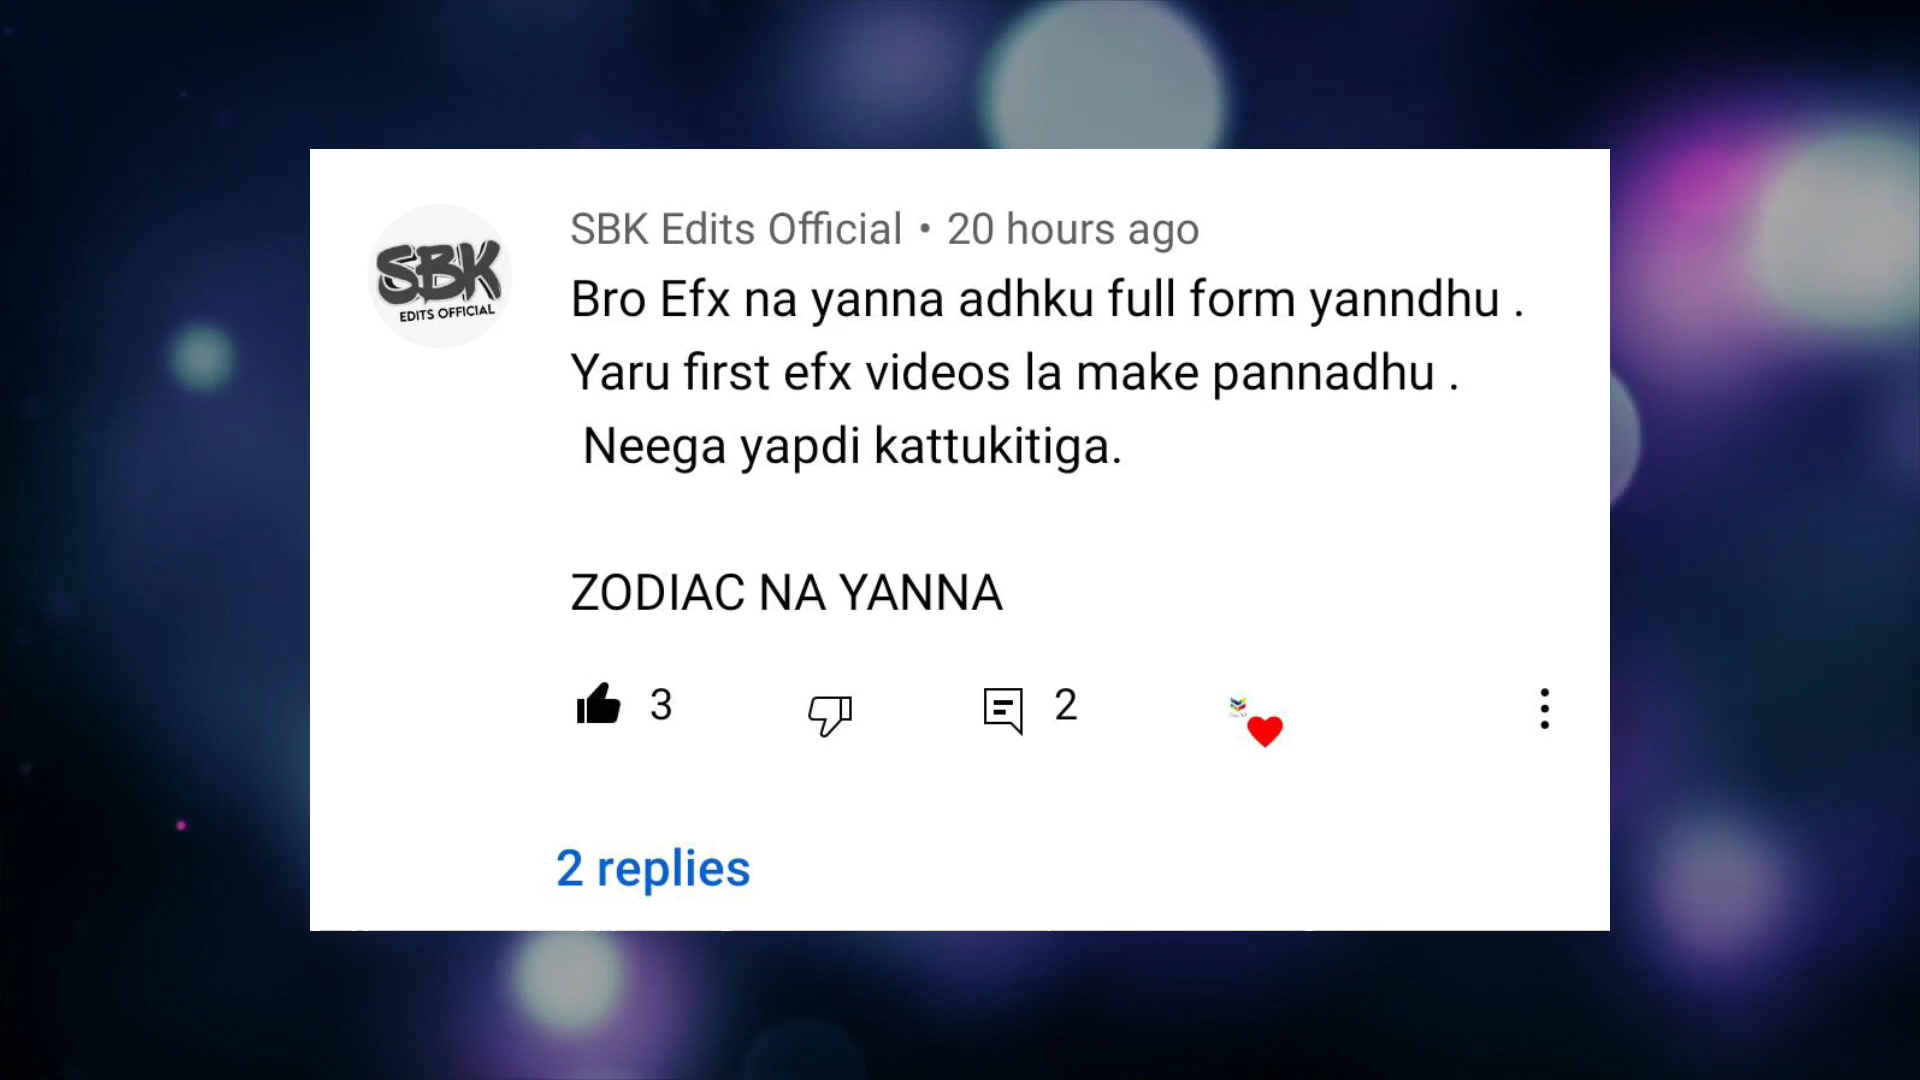 SBK
EDITS OFFICIAL
SBK Edits Official • 20 hours ago
Bro Efx na yanna adhku full form yanndhu .
Yaru first efx videos la make pannadhu .
Neega yapdi kattukitiga.
ZODIAC NA YANNA
3
2
2 replies